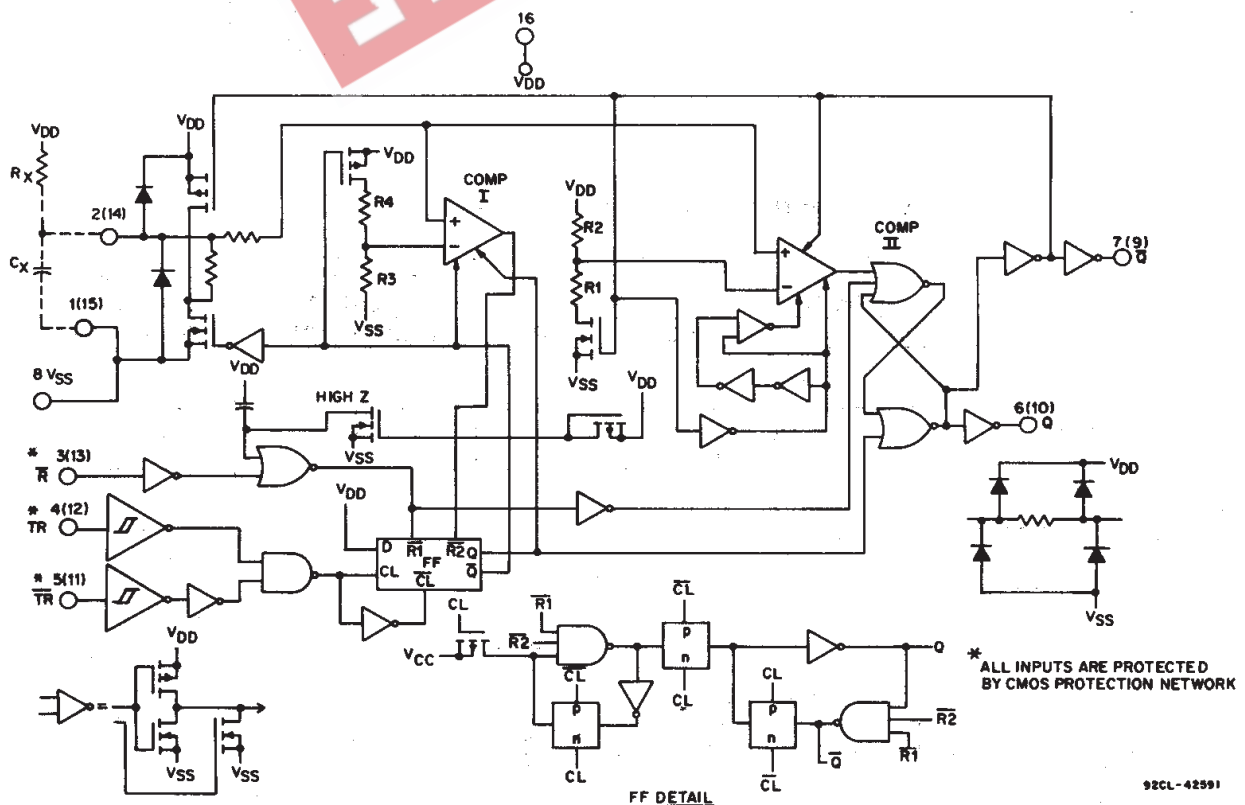 16
VDD
VDD
RX
2(14)
CX
1(15)
8 VSS
VDD
VDD
R4
R3
VSS
COMP
I
VDD
R2
R1
VSS
COMP
II
7(9)
Q̅
6(10)
Q
VDD
HIGH Z
VSS
VDD
* R̅ 3(13)
* TR 4(12)
* T̅R̅ 5(11)
VDD
D R̅1̅ R̅2̅ Q
FF
CL C̅L̅ Q̅
VDD
VSS
* ALL INPUTS ARE PROTECTED
BY CMOS PROTECTION NETWORK
VDD
=
VSS
VSS
CL
VCC
R̅1̅
R̅2̅
C̅L̅
p
n
CL
C̅L̅
p
n
CL
CL
p
n
C̅L̅
Q
R̅2̅
R̅1̅
Q̅
FF DETAIL
92CL-42591